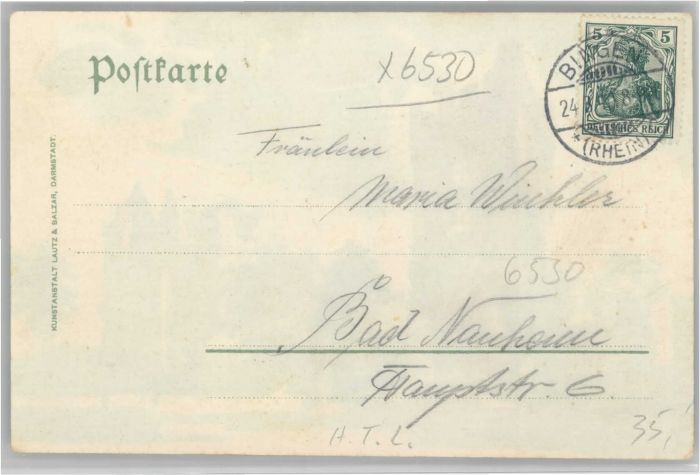 Postkarte
x6530
5 5
BINGEN
24.
DEUTSCHES REICH
(RHEIN)
Fräulein
Maria Winkler
6530
Bad Nauheim
Hauptstr. 6.
H.T.L.
35,-
KUNSTANSTALT LAUTZ & BALZAR, DARMSTADT.